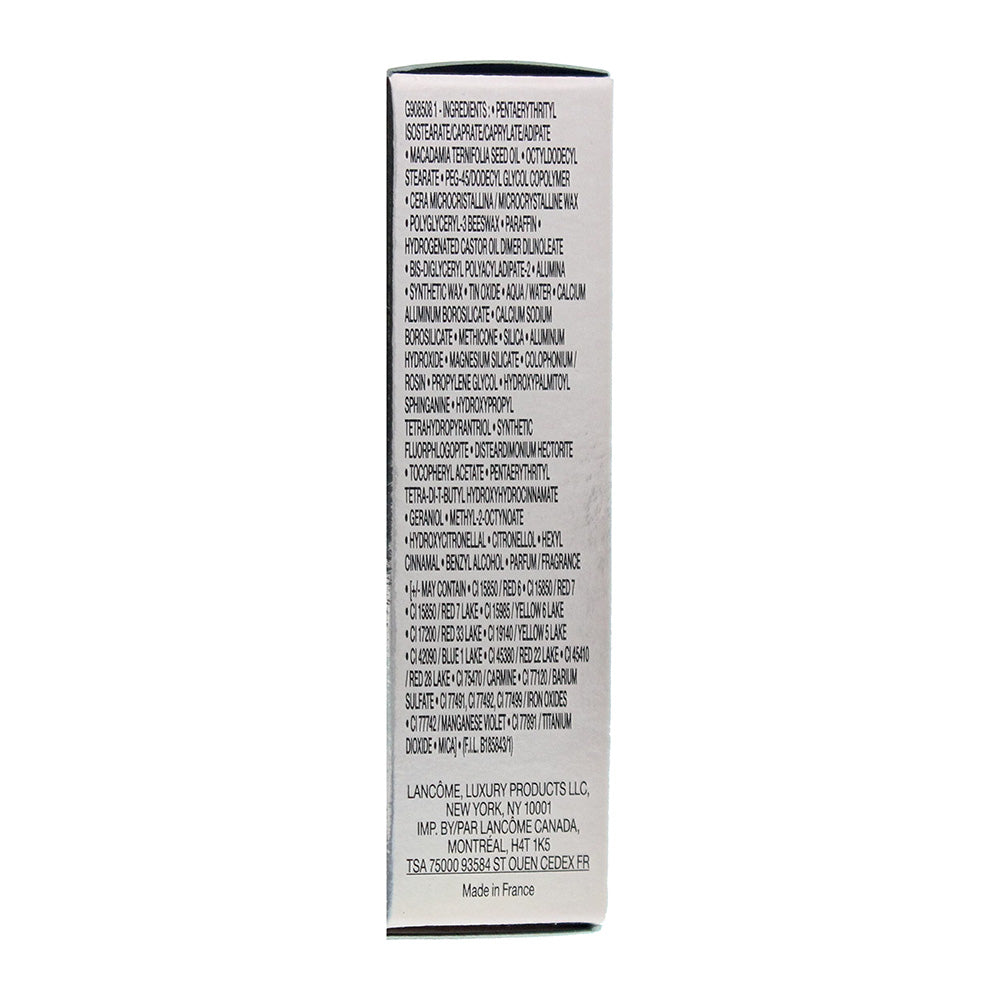 G908508 1 - INGREDIENTS : • PENTAERYTHRITYL
ISOSTEARATE/CAPRATE/CAPRYLATE/ADIPATE
• MACADAMIA TERNIFOLIA SEED OIL • OCTYLDODECYL
STEARATE • PEG-45/DODECYL GLYCOL COPOLYMER
• CERA MICROCRISTALLINA / MICROCRYSTALLINE WAX
• POLYGLYCERYL-3 BEESWAX • PARAFFIN •
HYDROGENATED CASTOR OIL DIMER DILINOLEATE
• BIS-DIGLYCERYL POLYACYLADIPATE-2 • ALUMINA
• SYNTHETIC WAX • TIN OXIDE • AQUA / WATER • CALCIUM
ALUMINUM BOROSILICATE • CALCIUM SODIUM
BOROSILICATE • METHICONE • SILICA • ALUMINUM
HYDROXIDE • MAGNESIUM SILICATE • COLOPHONIUM /
ROSIN • PROPYLENE GLYCOL • HYDROXYPALMITOYL
SPHINGANINE • HYDROXYPROPYL
TETRAHYDROPYRANTRIOL • SYNTHETIC
FLUORPHLOGOPITE • DISTEARDIMONIUM HECTORITE
• TOCOPHERYL ACETATE • PENTAERYTHRITYL
TETRA-DI-T-BUTYL HYDROXYHYDROCINNAMATE
• GERANIOL • METHYL-2-OCTYNOATE
• HYDROXYCITRONELLAL • CITRONELLOL • HEXYL
CINNAMAL • BENZYL ALCOHOL • PARFUM / FRAGRANCE
• [+/- MAY CONTAIN • CI 15850 / RED 6 • CI 15850 / RED 7
• CI 15850 / RED 7 LAKE • CI 15985 / YELLOW 6 LAKE
• CI 17200 / RED 33 LAKE • CI 19140 / YELLOW 5 LAKE
• CI 42090 / BLUE 1 LAKE • CI 45380 / RED 22 LAKE • CI 45410
/ RED 28 LAKE • CI 75470 / CARMINE • CI 77120 / BARIUM
SULFATE • CI 77491, CI 77492, CI 77499 / IRON OXIDES
• CI 77742 / MANGANESE VIOLET • CI 77891 / TITANIUM
DIOXIDE • MICA] • (F.I.L. B185843/1)
LANCÔME, LUXURY PRODUCTS LLC,
NEW YORK, NY 10001
IMP. BY/PAR LANCÔME CANADA,
MONTRÉAL, H4T 1K5
TSA 75000 93584 ST OUEN CEDEX FR
Made in France